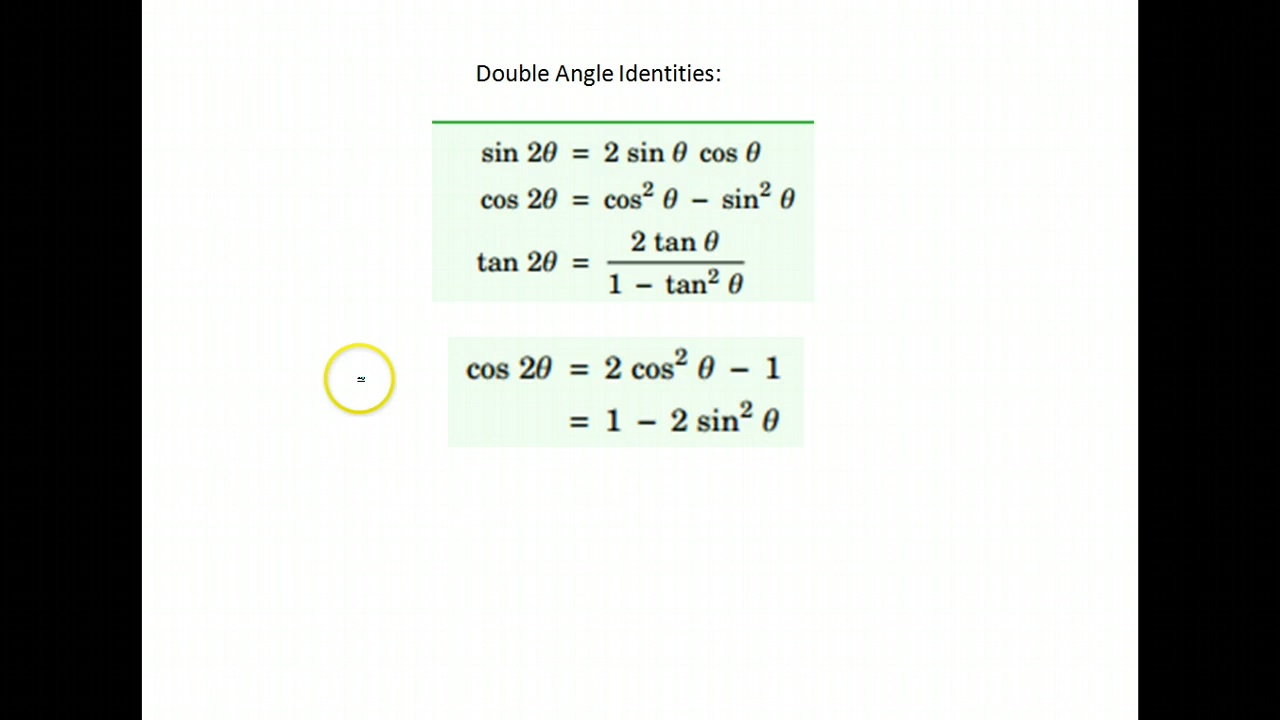 Double Angle Identities:
sin 2θ = 2 sin θ cos θ
cos 2θ = cos² θ − sin² θ
tan 2θ = 2 tan θ / 1 − tan² θ
cos 2θ = 2 cos² θ − 1
= 1 − 2 sin² θ